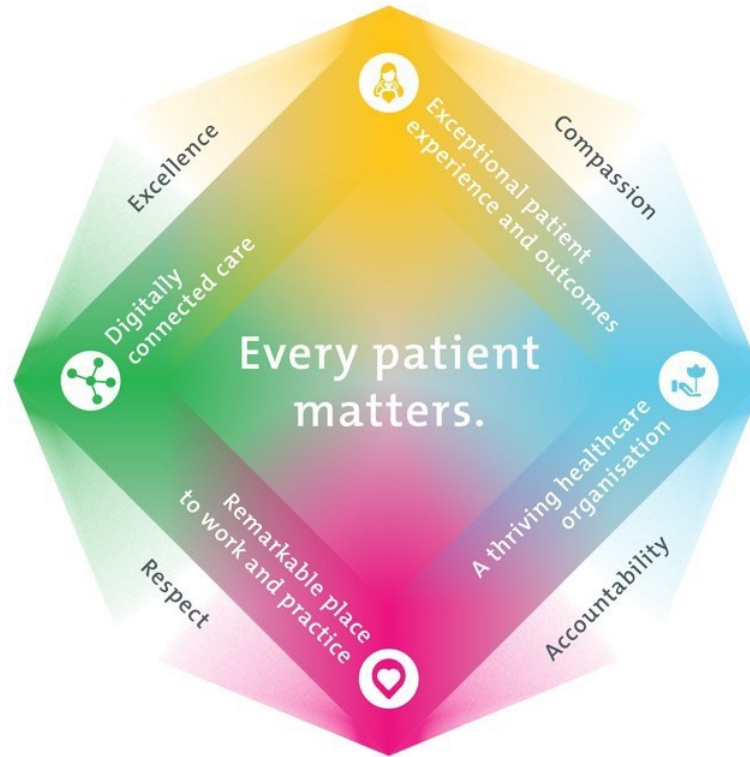 Excellence
Compassion
Exceptional patient
experience and outcomes
Digitally
connected care
Every patient
matters.
A thriving healthcare
organisation
Remarkable place
to work and practice
Respect
Accountability